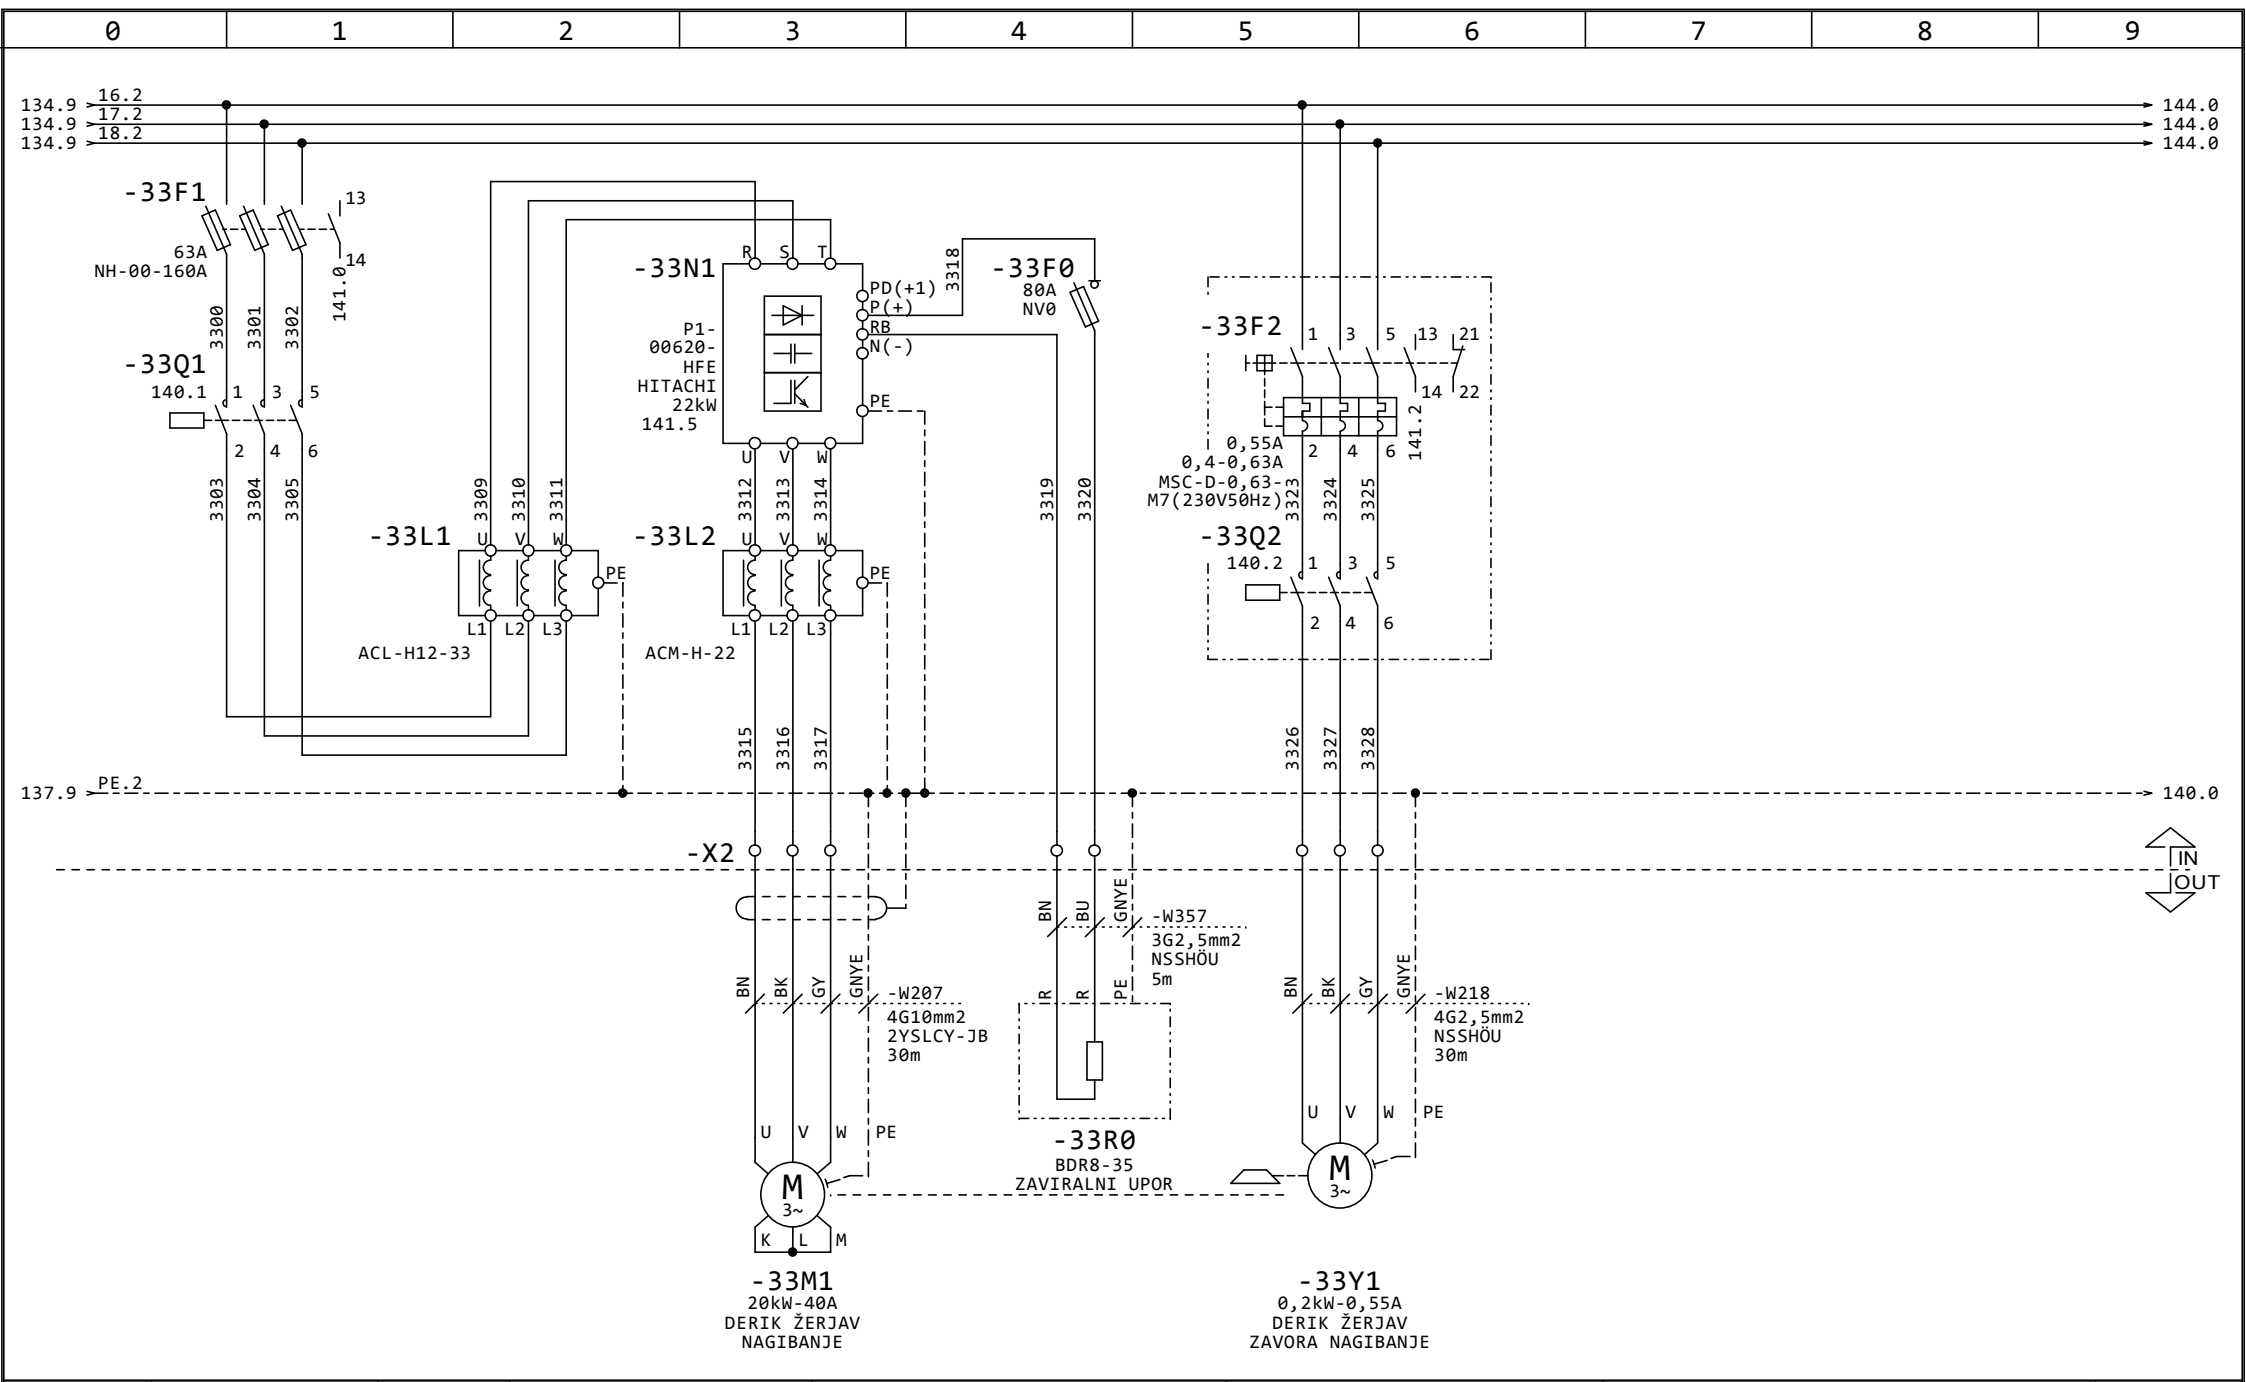 0 1 2 3 4 5 6 7 8 9
134.9 16.2 144.0
134.9 17.2 144.0
134.9 18.2 144.0
-33F1
63A
NH-00-160A
13
14
141.0
3300 3301 3302
-33Q1
140.1
1 3 5
2 4 6
3303 3304 3305
-33L1
3309 3310 3311
U V W
PE
L1 L2 L3
ACL-H12-33
-33N1
P1-
00620-
HFE
HITACHI
22kW
141.5
R S T
PD(+1)
P(+)
RB
N(-)
PE
U V W
3312 3313 3314
-33L2
U V W
PE
L1 L2 L3
ACM-H-22
3315 3316 3317
3318
-33F0
80A
NV0
3319 3320
-33F2
1 3 5 13 21
14 22
141.2
0,55A
0,4-0,63A
MSC-D-0,63-
M7(230V50Hz)
2 4 6
3323 3324 3325
-33Q2
140.2
1 3 5
2 4 6
3326 3327 3328
137.9 PE.2 140.0
-X2
IN
OUT
BN BK GY GNYE
-W207
4G10mm2
2YSLCY-JB
30m
U V W PE
M
3~
K L M
-33M1
20kW-40A
DERIK ŽERJAV
NAGIBANJE
BN BU GNYE
-W357
3G2,5mm2
NSSHÖU
5m
R R PE
-33R0
BDR8-35
ZAVIRALNI UPOR
BN BK GY GNYE
-W218
4G2,5mm2
NSSHÖU
30m
U V W PE
M
3~
-33Y1
0,2kW-0,55A
DERIK ŽERJAV
ZAVORA NAGIBANJE